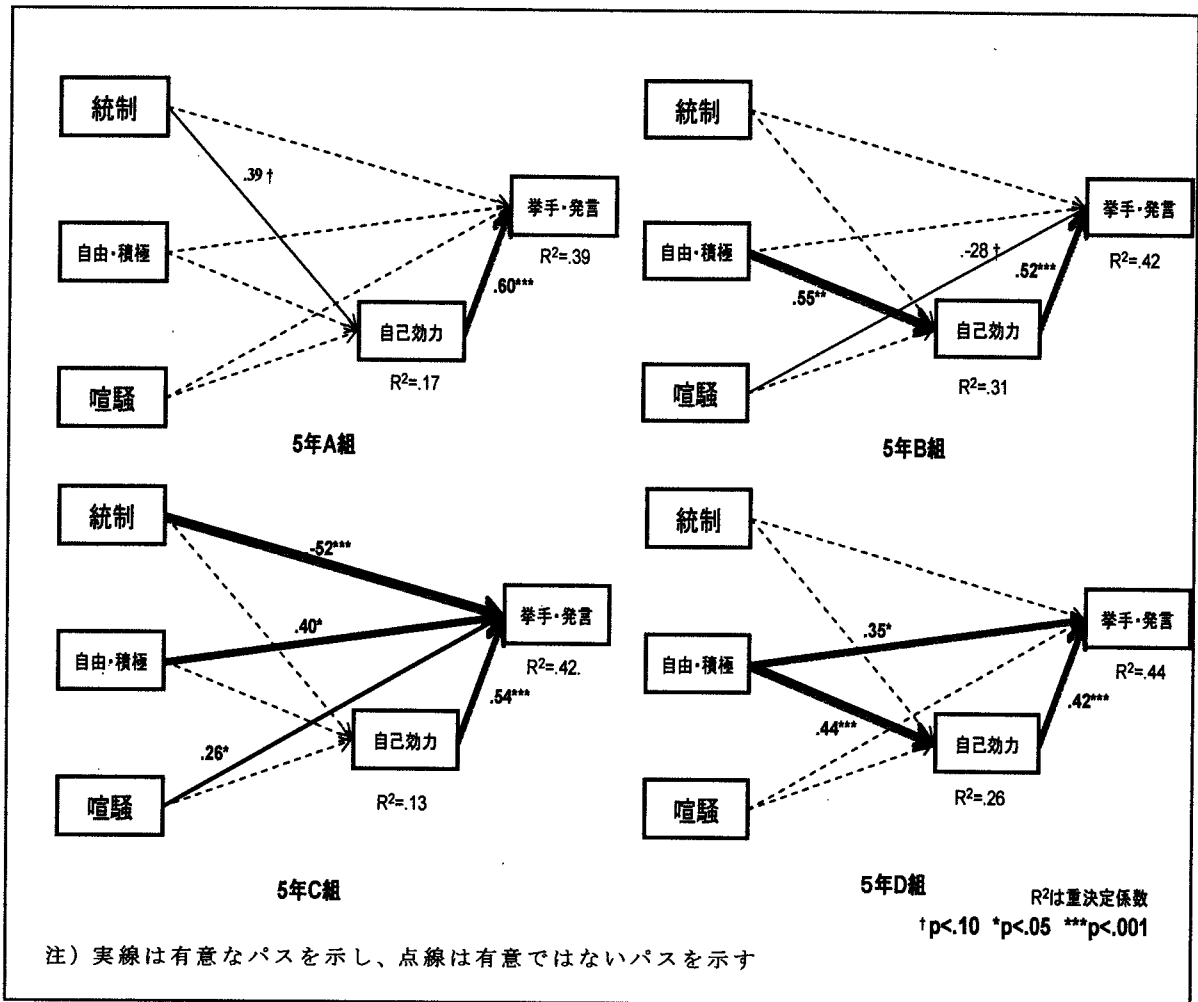 統制
.39 †
挙手・発言
自由・積極
R²=.39
.60***
自己効力
R²=.17
喧騒
5年A組
統制
挙手・発言
自由・積極
.-28 †
R²=.42
.55**
.52***
自己効力
R²=.31
喧騒
5年B組
統制
-.52***
挙手・発言
.40*
自由・積極
R²=.42.
.54***
.26*
自己効力
R²=.13
喧騒
5年C組
統制
挙手・発言
.35*
自由・積極
R²=.44
.44***
.42***
自己効力
R²=.26
喧騒
5年D組
R²は重決定係数
†p<.10 *p<.05 ***p<.001
注）実線は有意なパスを示し、点線は有意ではないパスを示す